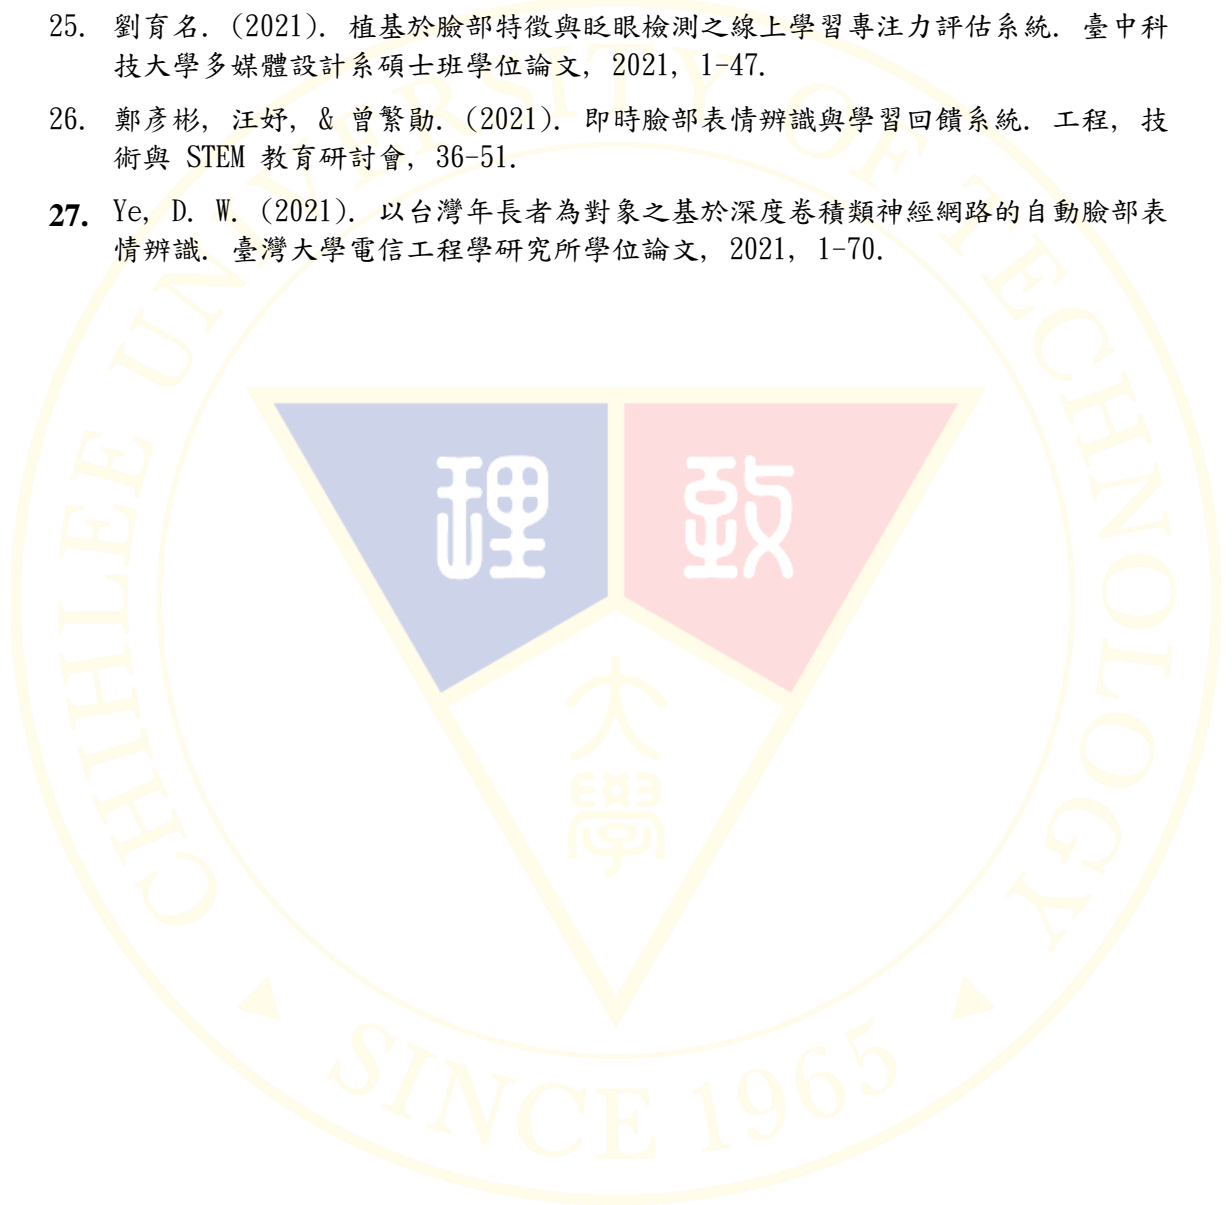 25. 劉育名. (2021). 植基於臉部特徵與眨眼檢測之線上學習專注力評估系統. 臺中科
技大學多媒體設計系碩士班學位論文, 2021, 1-47.
26. 鄭彥彬, 汪妤, & 曾繁勛. (2021). 即時臉部表情辨識與學習回饋系統. 工程, 技
術與 STEM 教育研討會, 36-51.
27. Ye, D. W. (2021). 以台灣年長者為對象之基於深度卷積類神經網路的自動臉部表
情辨識. 臺灣大學電信工程學研究所學位論文, 2021, 1-70.
CHIHLEE UNIVERSITY OF TECHNOLOGY
理 致
大
學
SINCE 1965